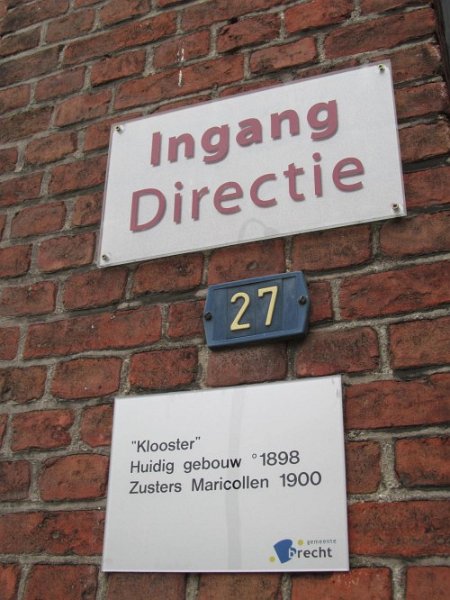 Ingang
Directie
27
"Klooster"
Huidig gebouw °1898
Zusters Maricollen 1900
gemeente
brecht